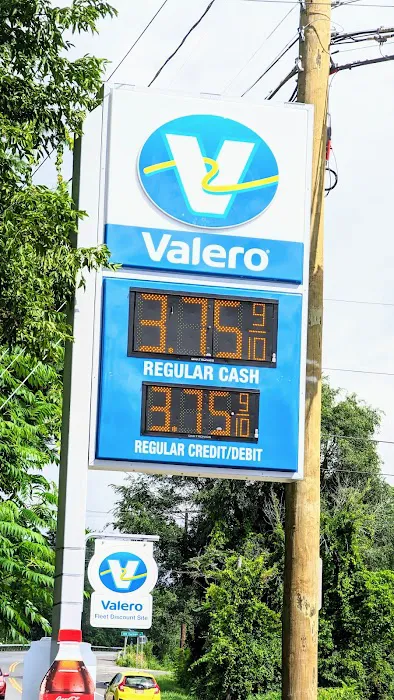 V
Valero
3.75 9/10
REGULAR CASH
3.75 9/10
REGULAR CREDIT/DEBIT
V
Valero
Fleet Discount Site